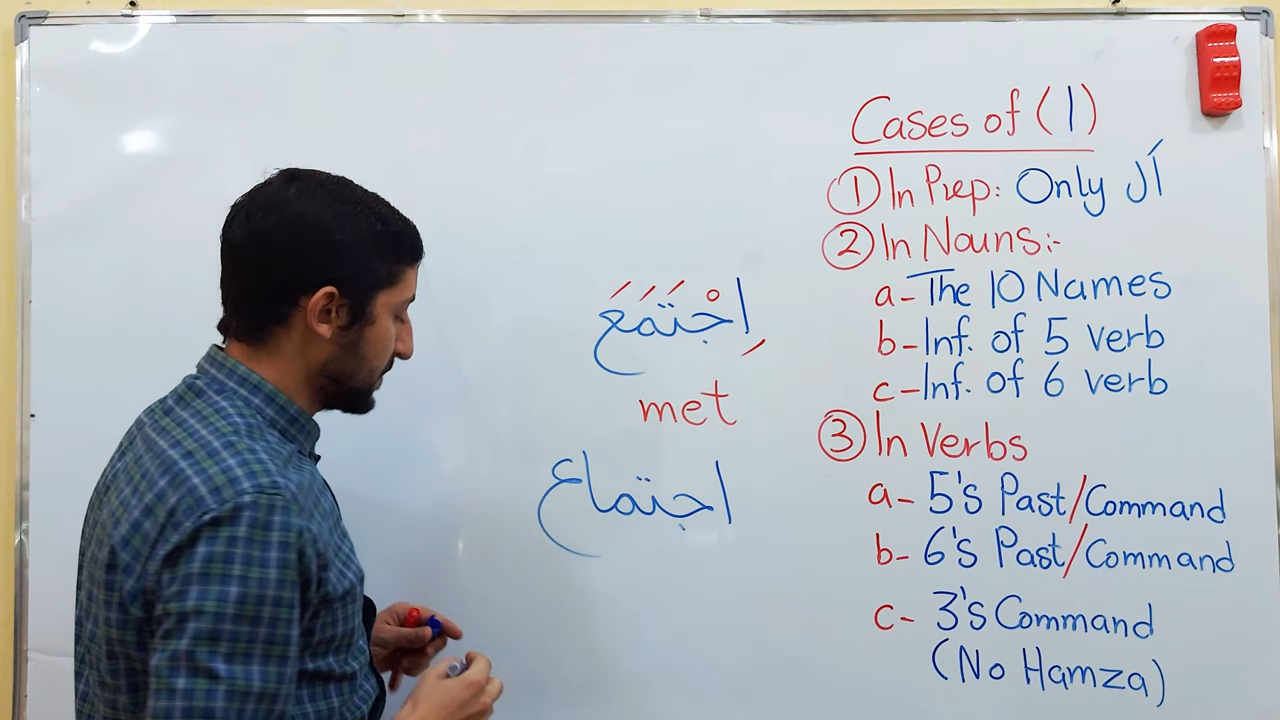 Cases of (ا)
① In Prep: Only اَل
② In Nouns:-
a- The 10 Names
b- Inf. of 5 verb
c- Inf. of 6 verb
③ In Verbs
a- 5's Past/Command
b- 6's Past/Command
c- 3's Command
(No Hamza)
اِجْتَمَعَ
met
اجتماع